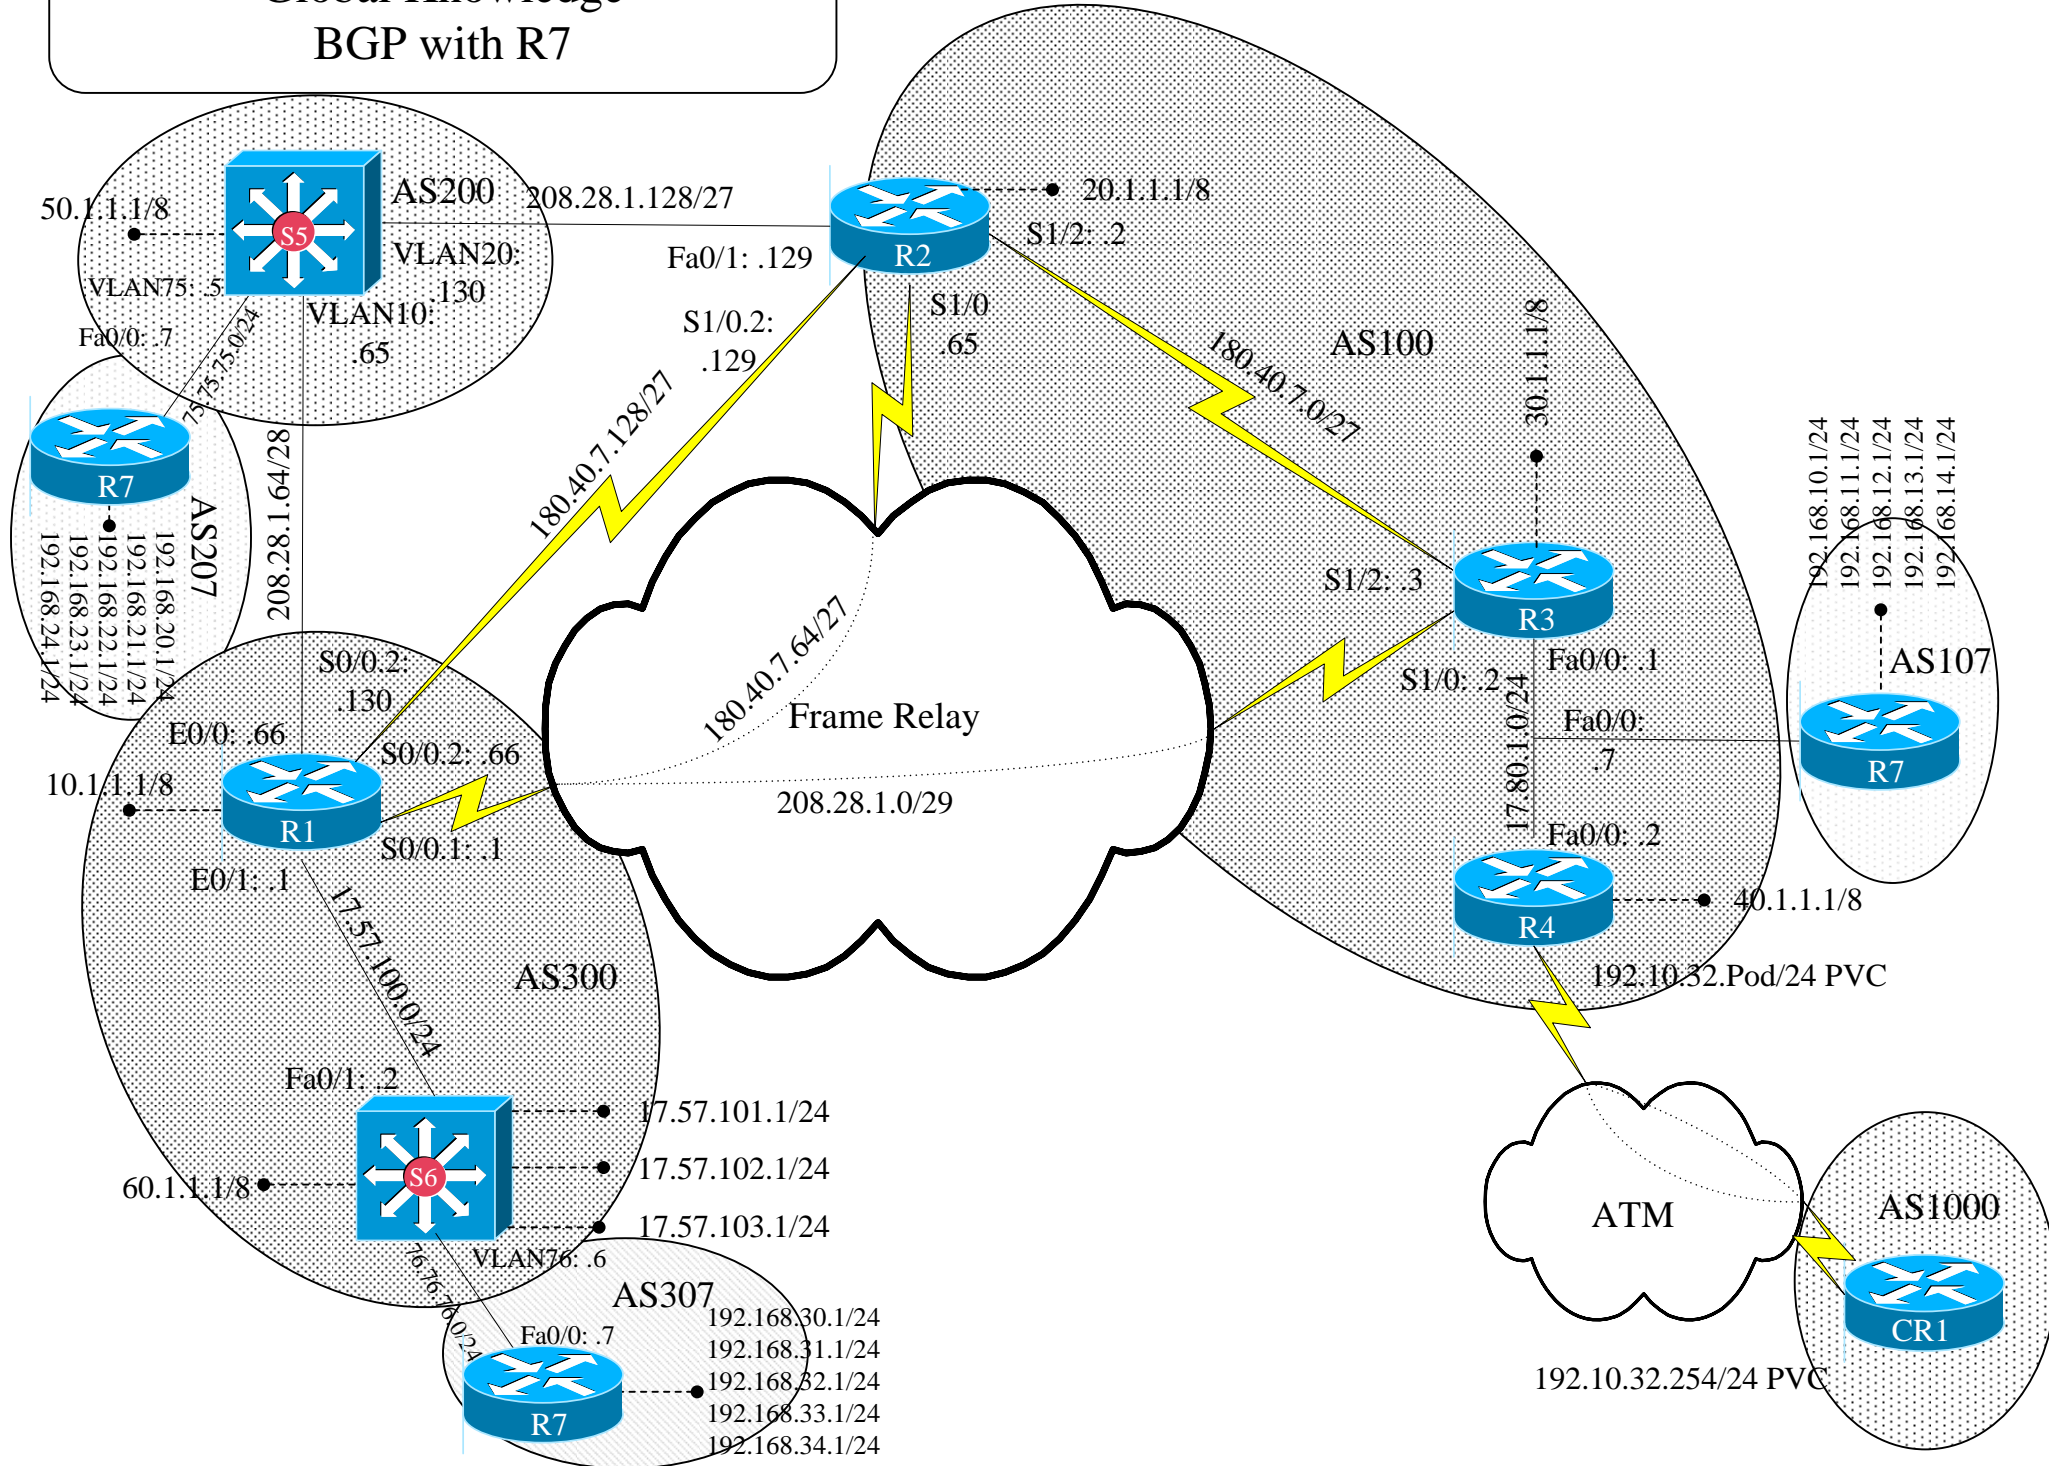 Global Knowledge
BGP with R7
AS200
50.1.1.1/8
S5
VLAN20:
.130
VLAN75: .5
VLAN10:
.65
Fa0/0: .7
75.75.75.0/24
208.28.1.128/27
Fa0/1: .129
R2
20.1.1.1/8
S1/2: .2
S1/0.2:
.129
S1/0
.65
180.40.7.0/27
AS100
30.1.1.1/8
180.40.7.128/27
R7
AS207
192.168.20.1/24
192.168.21.1/24
192.168.22.1/24
192.168.23.1/24
192.168.24.1/24
208.28.1.64/28
192.168.10.1/24
192.168.11.1/24
192.168.12.1/24
192.168.13.1/24
192.168.14.1/24
S1/2: .3
R3
S1/0: .2
Fa0/0: .1
AS107
17.80.1.0/24
Fa0/0:
.7
R7
S0/0.2:
.130
E0/0: .66
S0/0.2: .66
180.40.7.64/27
Frame Relay
208.28.1.0/29
10.1.1.1/8
R1
S0/0.1: .1
E0/1: .1
Fa0/0: .2
40.1.1.1/8
R4
192.10.32.Pod/24 PVC
17.57.100.0/24
AS300
Fa0/1: .2
17.57.101.1/24
17.57.102.1/24
17.57.103.1/24
60.1.1.1/8
S6
VLAN76: .6
76.76.76.0/24
AS307
Fa0/0: .7
R7
192.168.30.1/24
192.168.31.1/24
192.168.32.1/24
192.168.33.1/24
192.168.34.1/24
ATM
AS1000
CR1
192.10.32.254/24 PVC